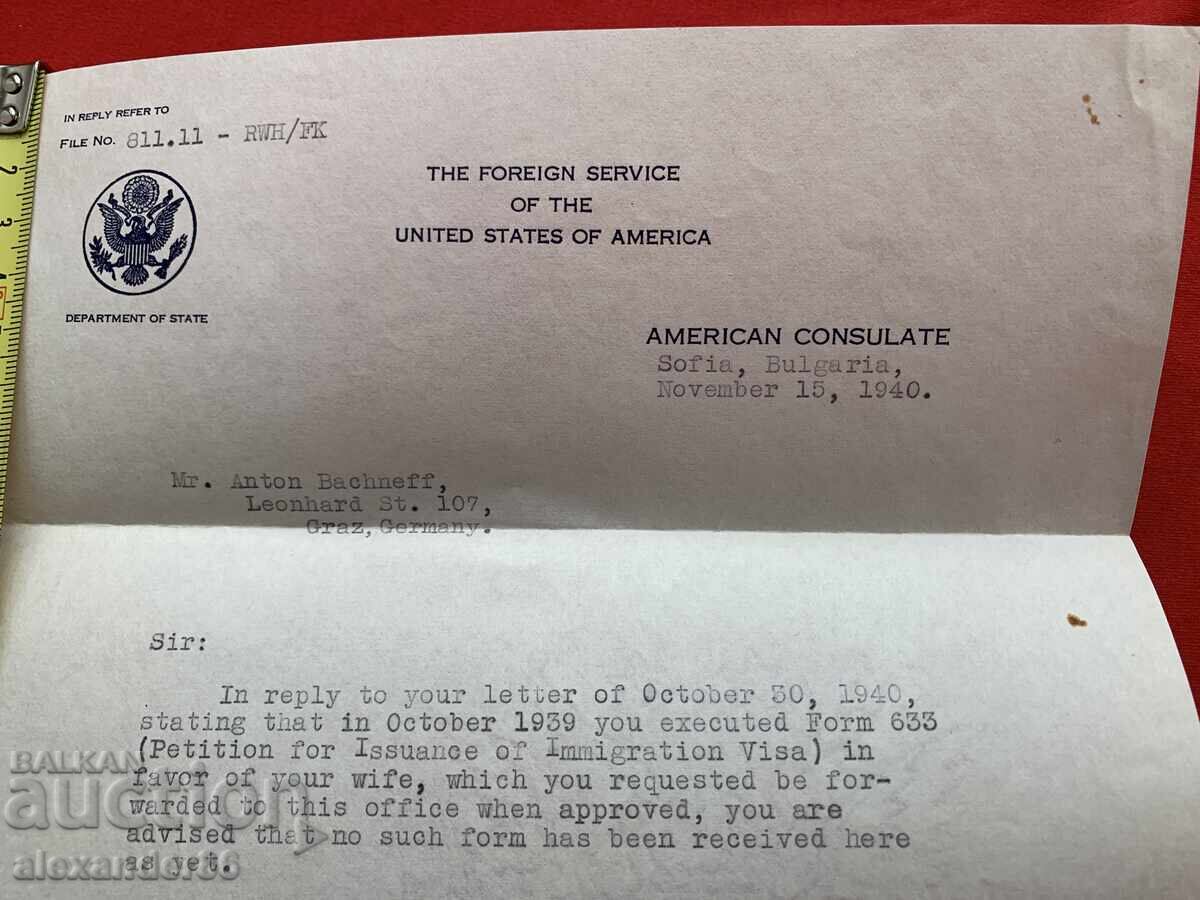 IN REPLY REFER TO
FILE NO. 811.11 - RWH/FK
THE FOREIGN SERVICE
OF THE
UNITED STATES OF AMERICA
DEPARTMENT OF STATE
AMERICAN CONSULATE
Sofia, Bulgaria,
November 15, 1940.
Mr. Anton Bachneff,
Leonhard St. 107,
Graz, Germany.
Sir:
In reply to your letter of October 30, 1940,
stating that in October 1939 you executed Form 633
(Petition for Issuance of Immigration Visa) in
favor of your wife, which you requested be for-
warded to this office when approved, you are
advised that no such form has been received here
as yet.
BALKAN
auction
alexander86
2
3
4